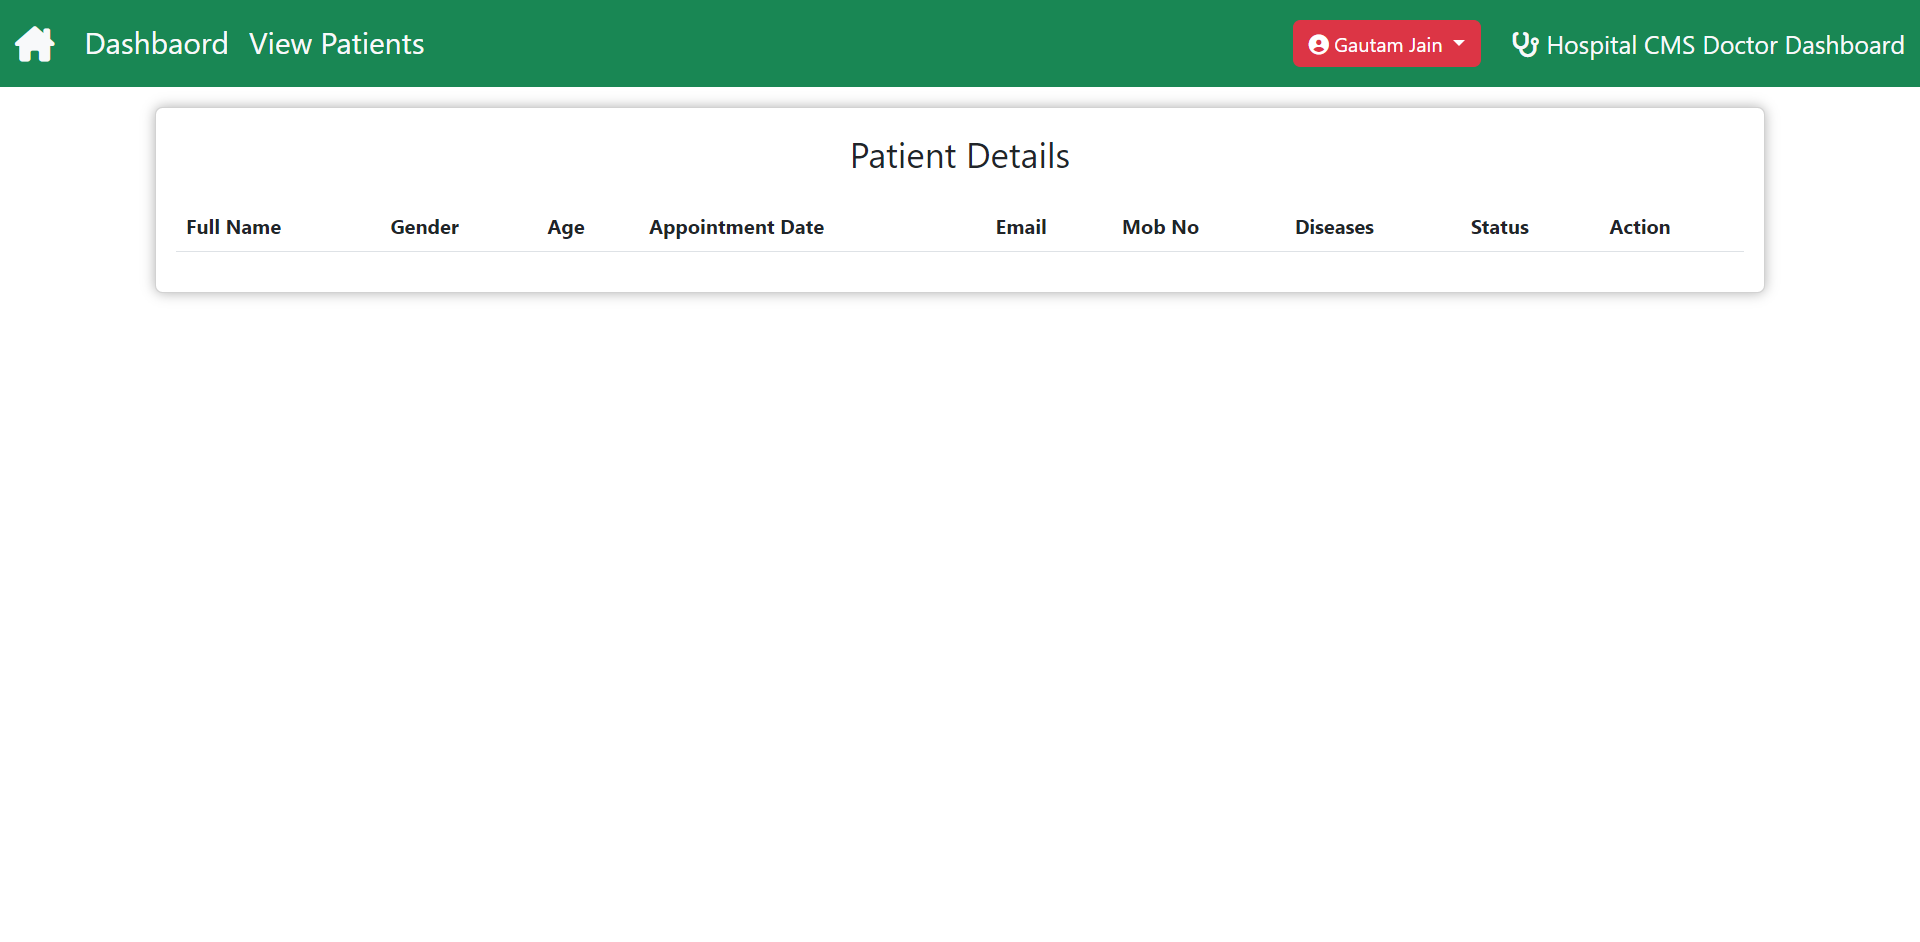 Dashbaord View Patients Gautam Jain Hospital CMS Doctor Dashboard
Patient Details
Full Name Gender Age Appointment Date Email Mob No Diseases Status Action